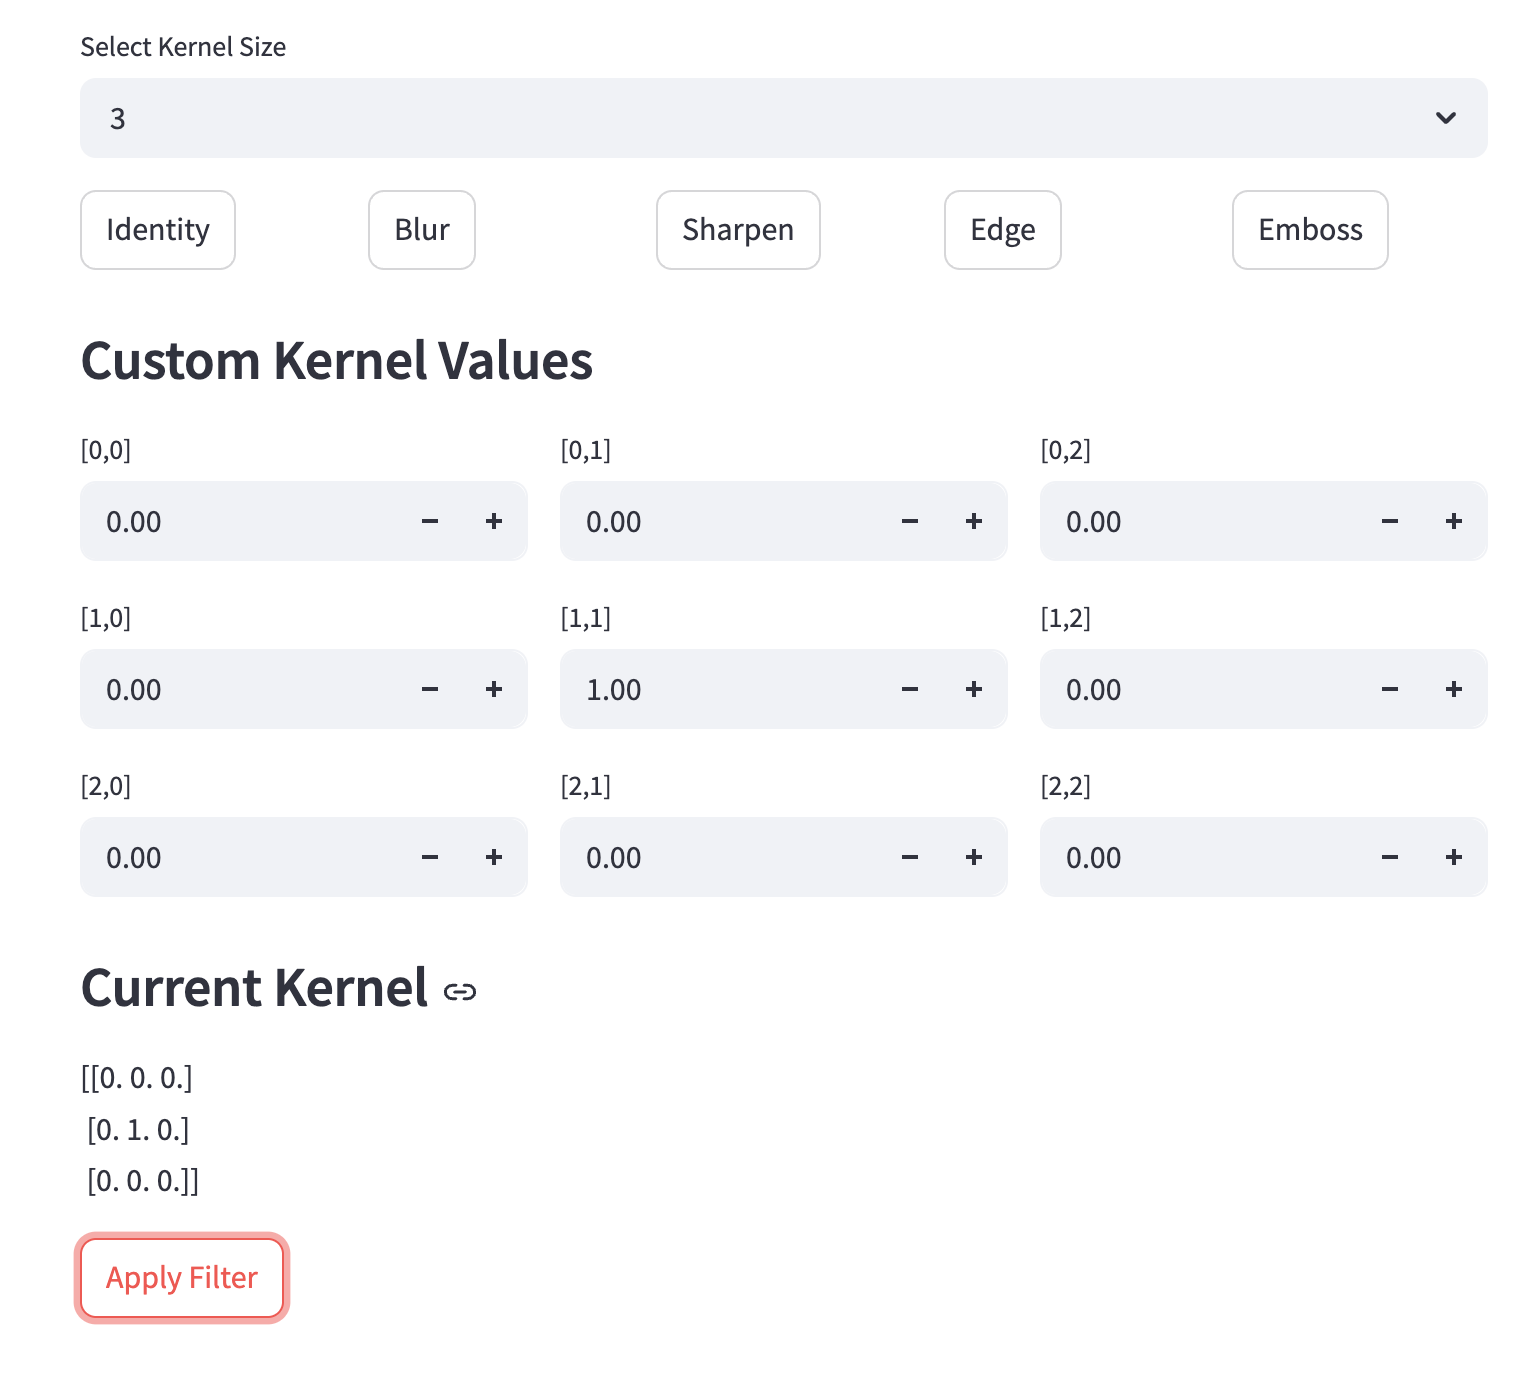 Select Kernel Size
3
Identity Blur Sharpen Edge Emboss
Custom Kernel Values
[0,0] [0,1] [0,2]
0.00 − + 0.00 − + 0.00 − +
[1,0] [1,1] [1,2]
0.00 − + 1.00 − + 0.00 − +
[2,0] [2,1] [2,2]
0.00 − + 0.00 − + 0.00 − +
Current Kernel
[[0. 0. 0.]
[0. 1. 0.]
[0. 0. 0.]]
Apply Filter